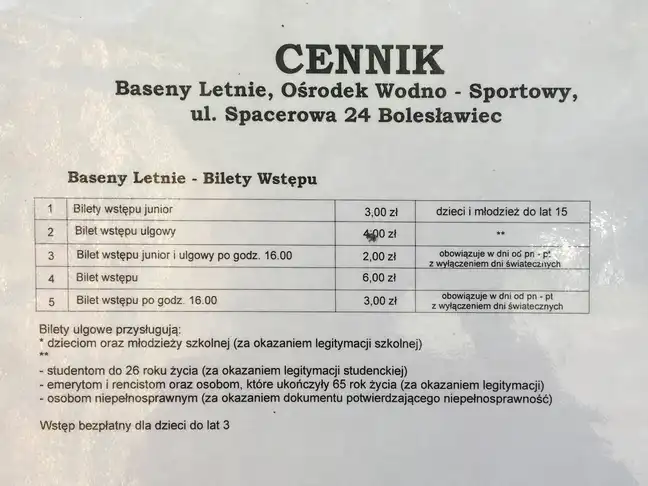 CENNIK
Baseny Letnie, Ośrodek Wodno - Sportowy,
ul. Spacerowa 24 Bolesławiec
Baseny Letnie - Bilety Wstępu
1 Bilety wstępu junior 3,00 zł dzieci i młodzież do lat 15
2 Bilet wstępu ulgowy 4,00 zł **
3 Bilet wstępu junior i ulgowy po godz. 16.00 2,00 zł obowiązuje w dni od pn - pt
z wyłączeniem dni świątecznych
4 Bilet wstępu 6,00 zł
5 Bilet wstępu po godz. 16.00 3,00 zł obowiązuje w dni od pn - pt
z wyłączeniem dni świątecznych
Bilety ulgowe przysługują:
* dzieciom oraz młodzieży szkolnej (za okazaniem legitymacji szkolnej)
**
- studentom do 26 roku życia (za okazaniem legitymacji studenckiej)
- emerytom i rencistom oraz osobom, które ukończyły 65 rok życia (za okazaniem legitymacji)
- osobom niepełnosprawnym (za okazaniem dokumentu potwierdzającego niepełnosprawność)
Wstęp bezpłatny dla dzieci do lat 3